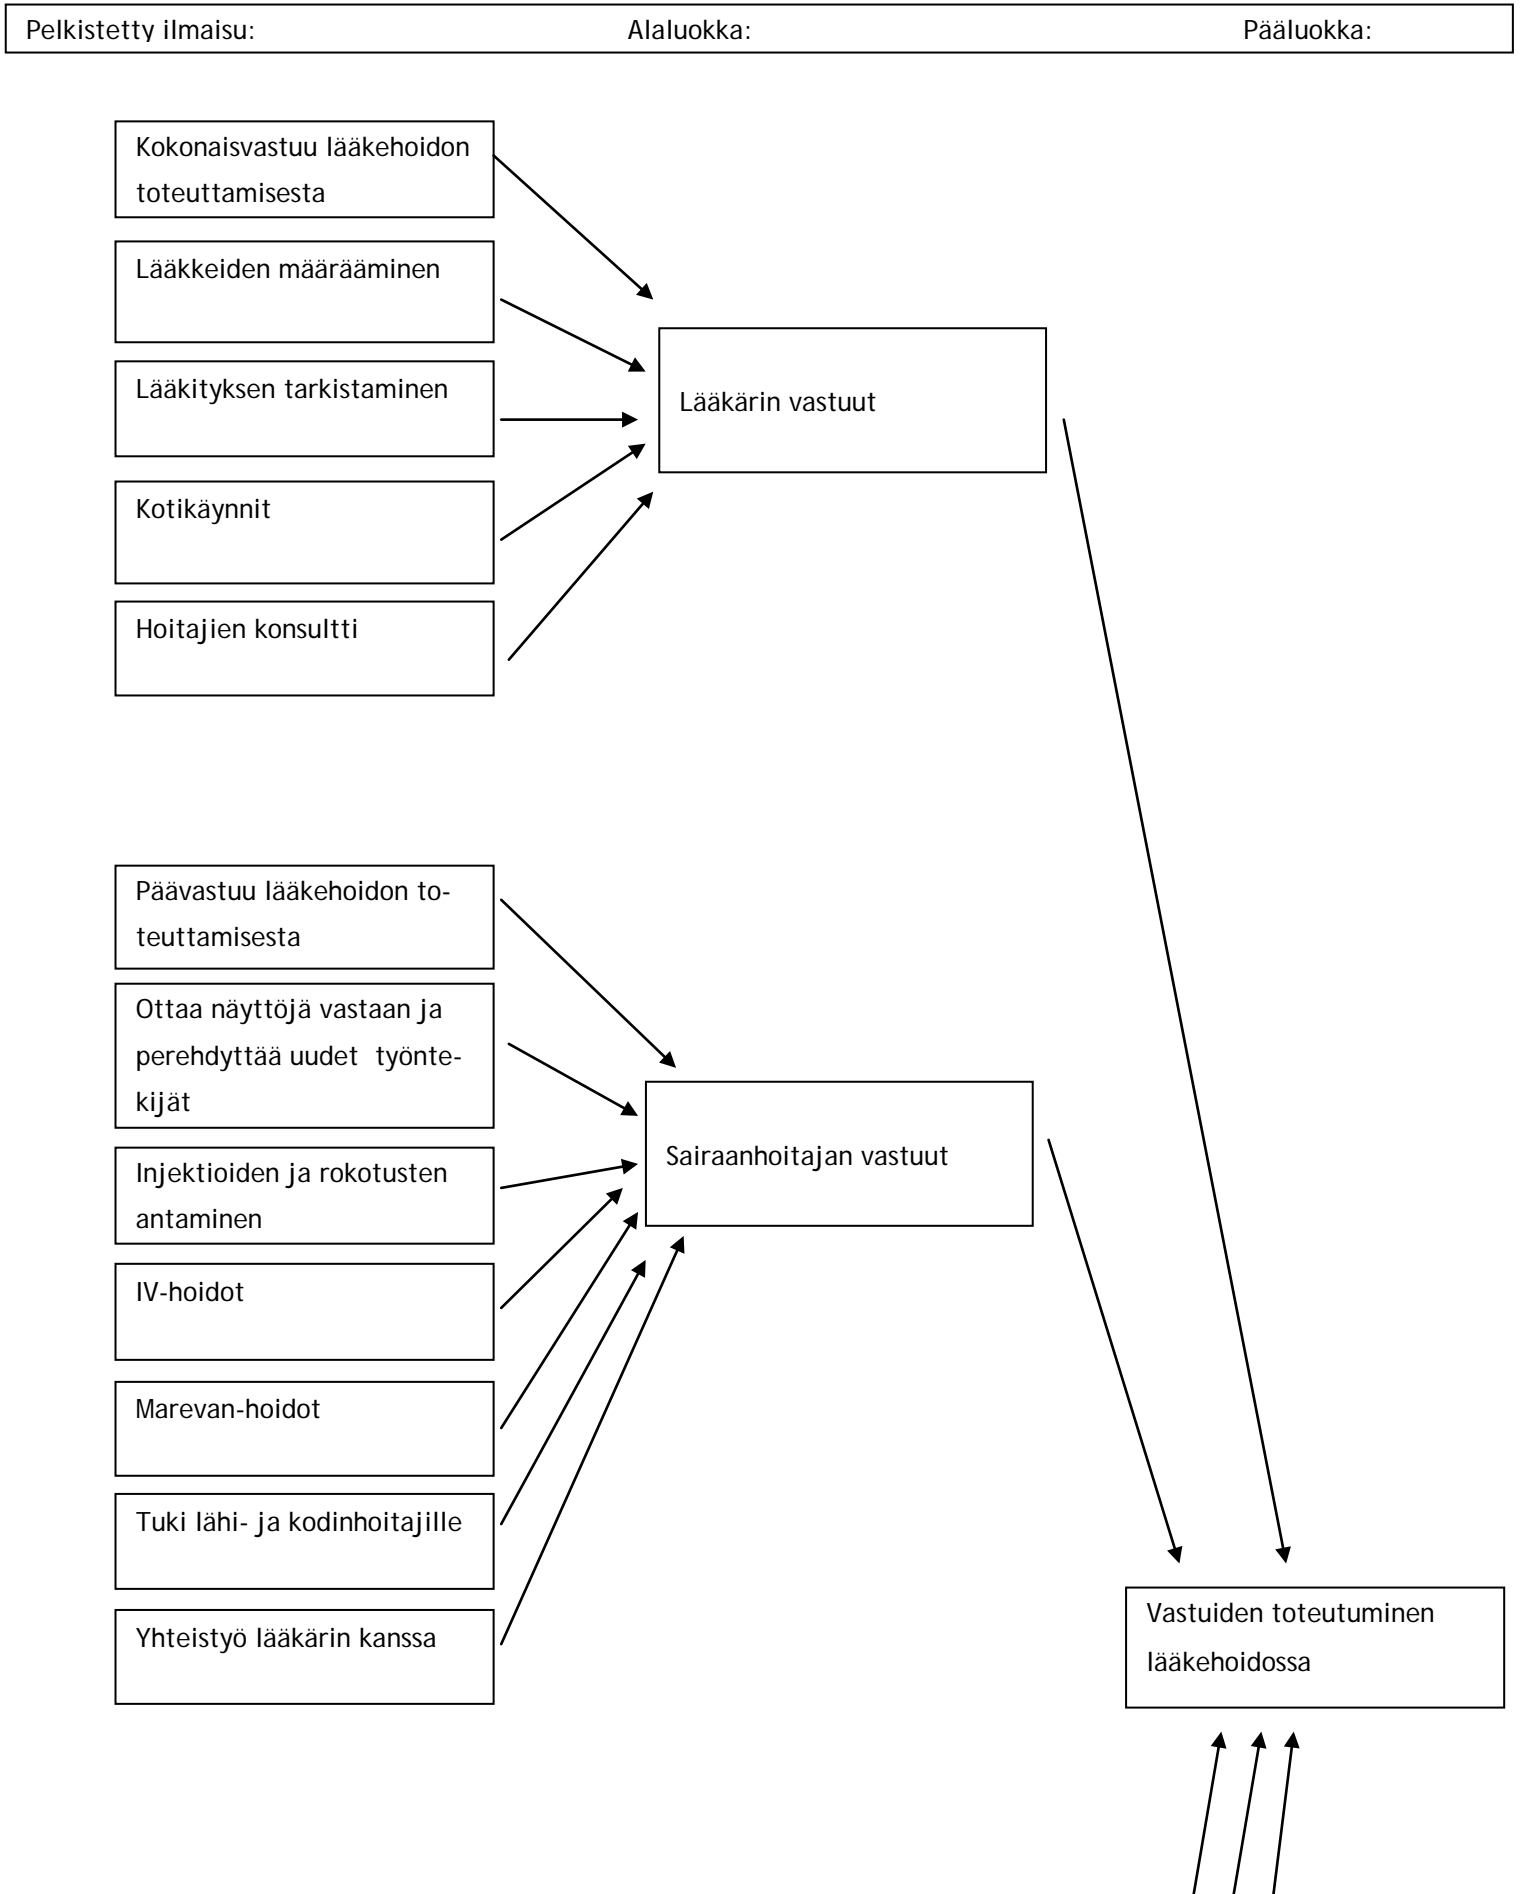 Pelkistetty ilmaisu: Alaluokka: Pääluokka:
Kokonaisvastuu lääkehoidon
toteuttamisesta
Lääkkeiden määrääminen
Lääkityksen tarkistaminen
Kotikäynnit
Hoitajien konsultti
Lääkärin vastuut
Päävastuu lääkehoidon to-
teuttamisesta
Ottaa näyttöjä vastaan ja
perehdyttää uudet työnte-
kijät
Injektioiden ja rokotusten
antaminen
IV-hoidot
Marevan-hoidot
Tuki lähi- ja kodinhoitajille
Yhteistyö lääkärin kanssa
Sairaanhoitajan vastuut
Vastuiden toteutuminen
lääkehoidossa